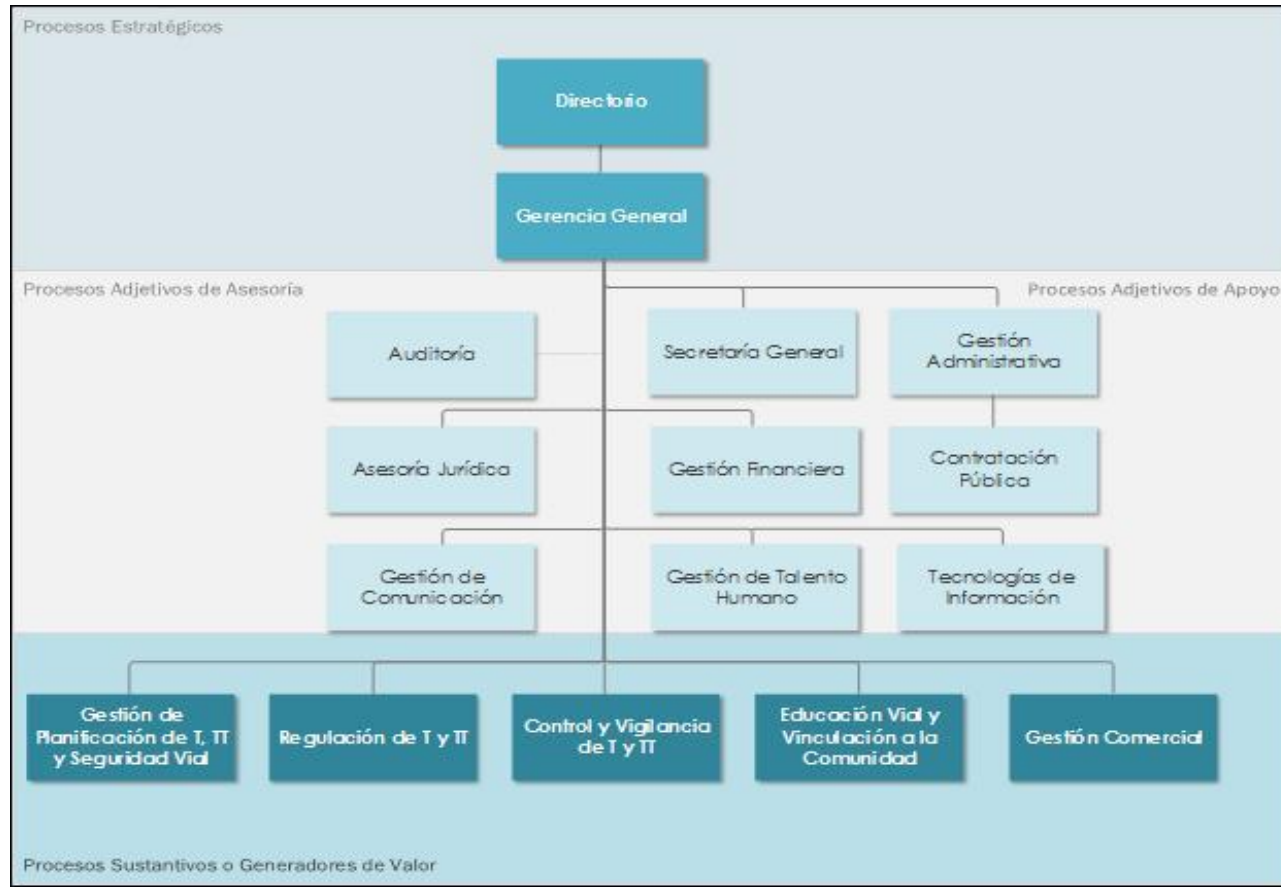 Procesos Estratégicos
Directorio
Gerencia General
Procesos Adjetivos de Asesoría
Procesos Adjetivos de Apoyo
Auditoría
Secretaría General
Gestión
Administrativa
Asesoría Jurídica
Gestión Financiera
Contratación
Pública
Gestión de
Comunicación
Gestión de Talento
Humano
Tecnologías de
Información
Gestión de
Planificación de T, TT
y Seguridad Vial
Regulación de T y TT
Control y Vigilancia
de T y TT
Educación Vial y
Vinculación a la
Comunidad
Gestión Comercial
Procesos Sustantivos o Generadores de Valor